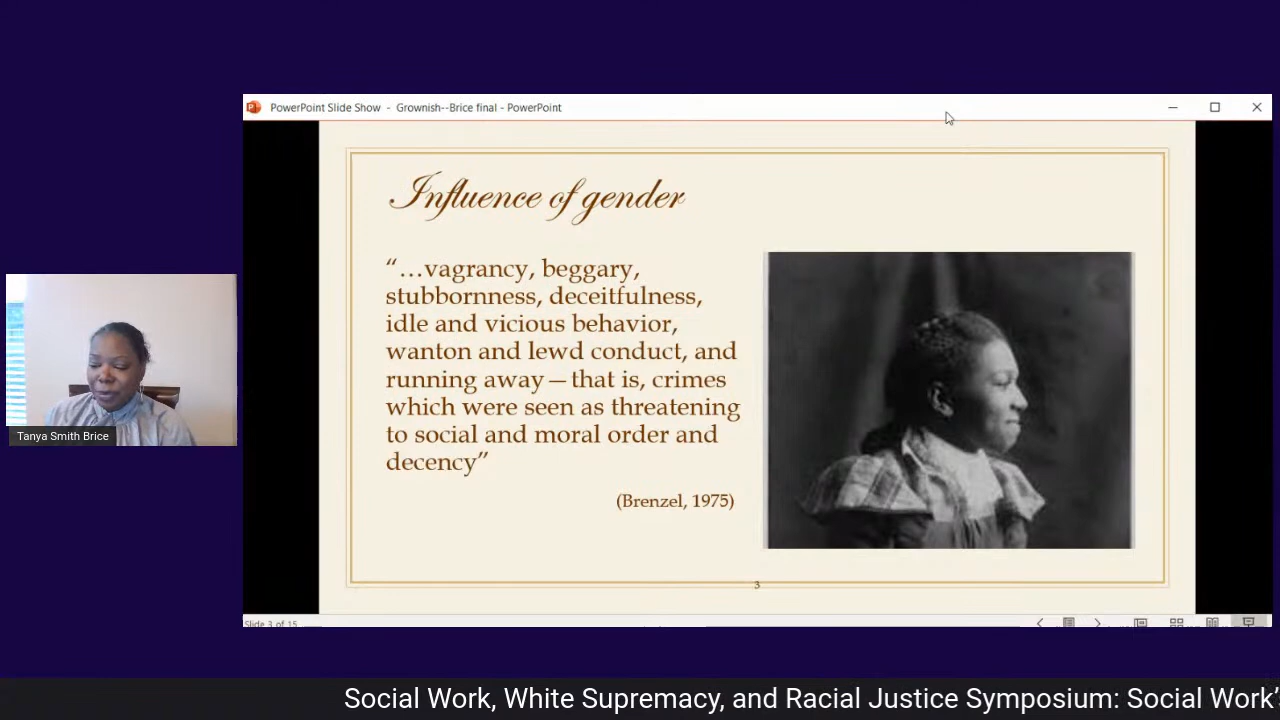 PowerPoint Slide Show - Grownish--Brice final - PowerPoint
Influence of gender
“…vagrancy, beggary,
stubbornness, deceitfulness,
idle and vicious behavior,
wanton and lewd conduct, and
running away—that is, crimes
which were seen as threatening
to social and moral order and
decency”
(Brenzel, 1975)
3
Slide 3 of 15
Tanya Smith Brice
Social Work, White Supremacy, and Racial Justice Symposium: Social Work’